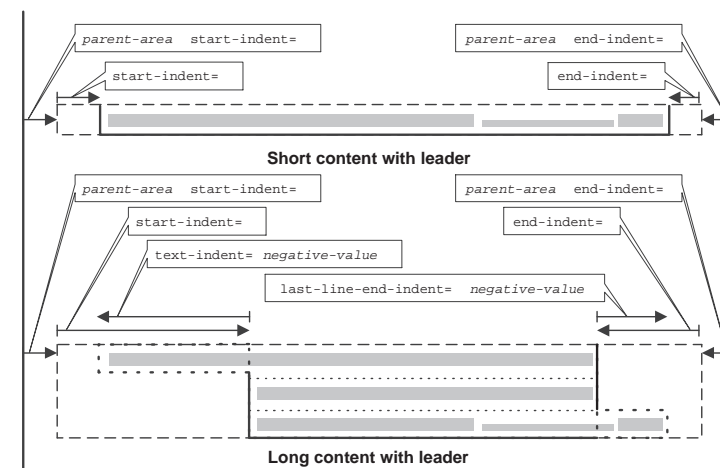 parent-area start-indent=
parent-area end-indent=
start-indent=
end-indent=
Short content with leader
parent-area start-indent=
parent-area end-indent=
start-indent=
end-indent=
text-indent= negative-value
last-line-end-indent= negative-value
Long content with leader